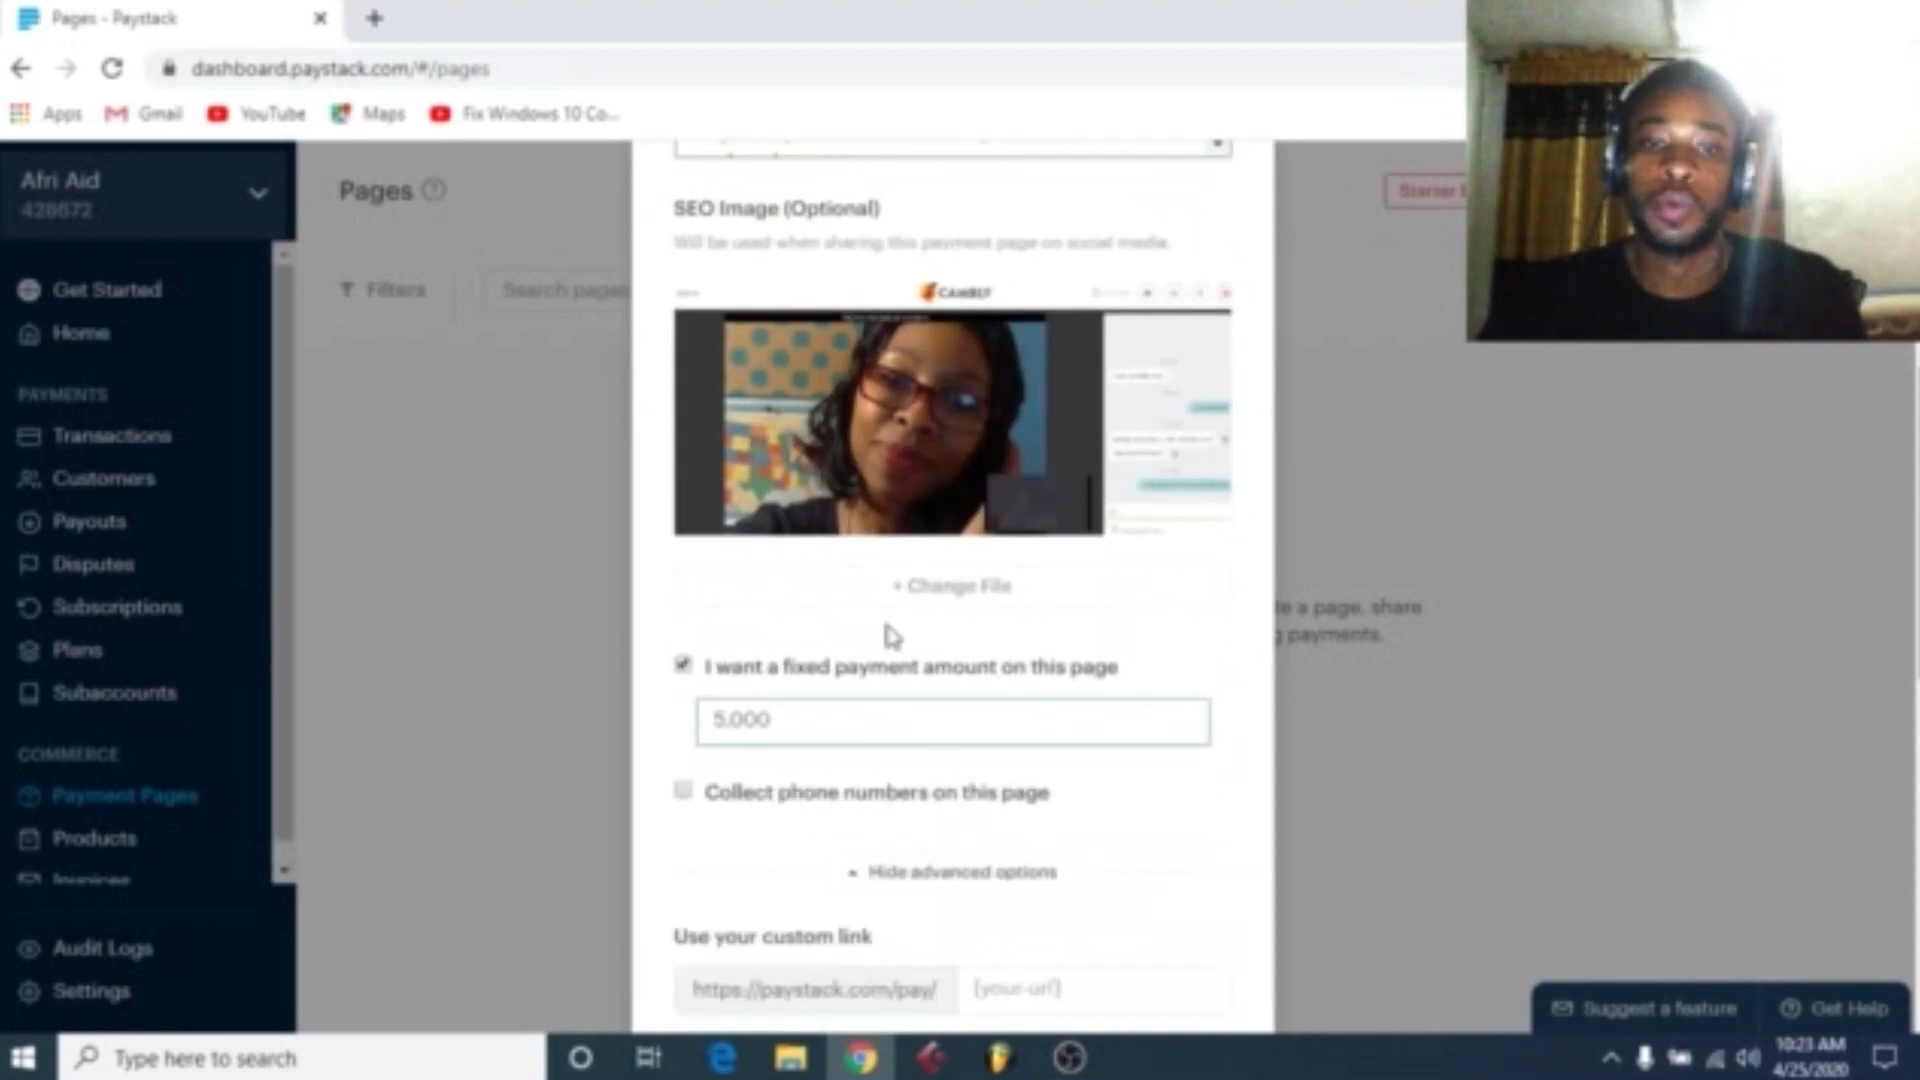 Pages - Paystack
dashboard.paystack.com/#/pages
Apps
Gmail
YouTube
Maps
Fix Windows 10 Co...
Afri Aid
428672
Get Started
Home
PAYMENTS
Transactions
Customers
Payouts
Disputes
Subscriptions
Plans
Subaccounts
COMMERCE
Payment Pages
Products
Invoices
Audit Logs
Settings
Pages
Filters
Search pages
Starter
SEO Image (Optional)
Will be used when sharing this payment page on social media.
CAMBLY
+ Change File
I want a fixed payment amount on this page
5,000
Collect phone numbers on this page
Hide advanced options
Use your custom link
https://paystack.com/pay/ [your-url]
a page, share
payments.
Suggest a feature
Get Help
Type here to search
10:23 AM
4/25/2020